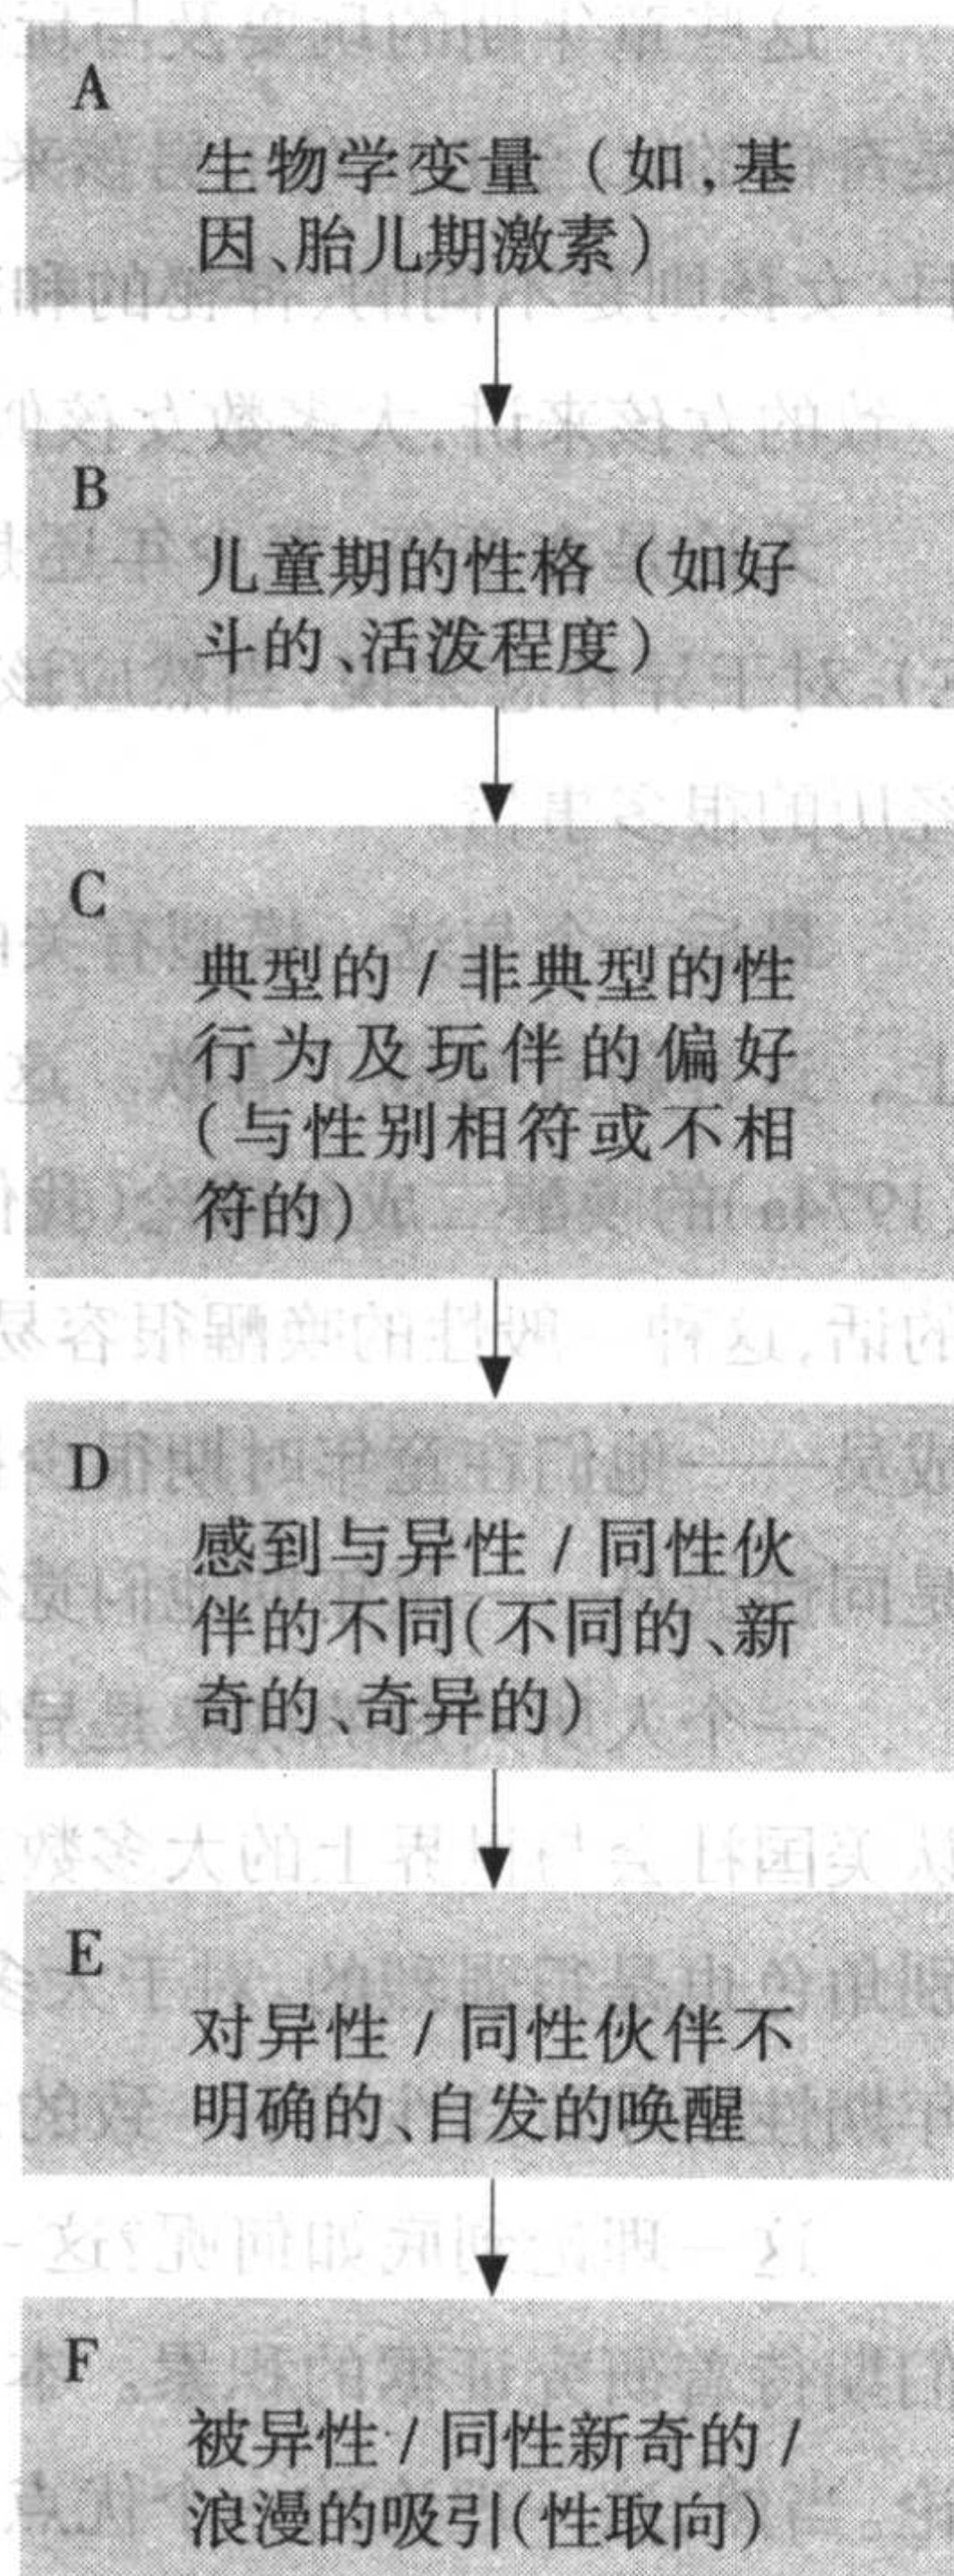 A
生物学变量（如,基
因、胎儿期激素）
B
儿童期的性格（如好
斗的、活泼程度）
C
典型的 / 非典型的性
行为及玩伴的偏好
（与性别相符或不相
符的）
D
感到与异性 / 同性伙
伴的不同(不同的、新
奇的、奇异的）
E
对异性 / 同性伙伴不
明确的、自发的唤醒
F
被异性 / 同性新奇的 /
浪漫的吸引(性取向）